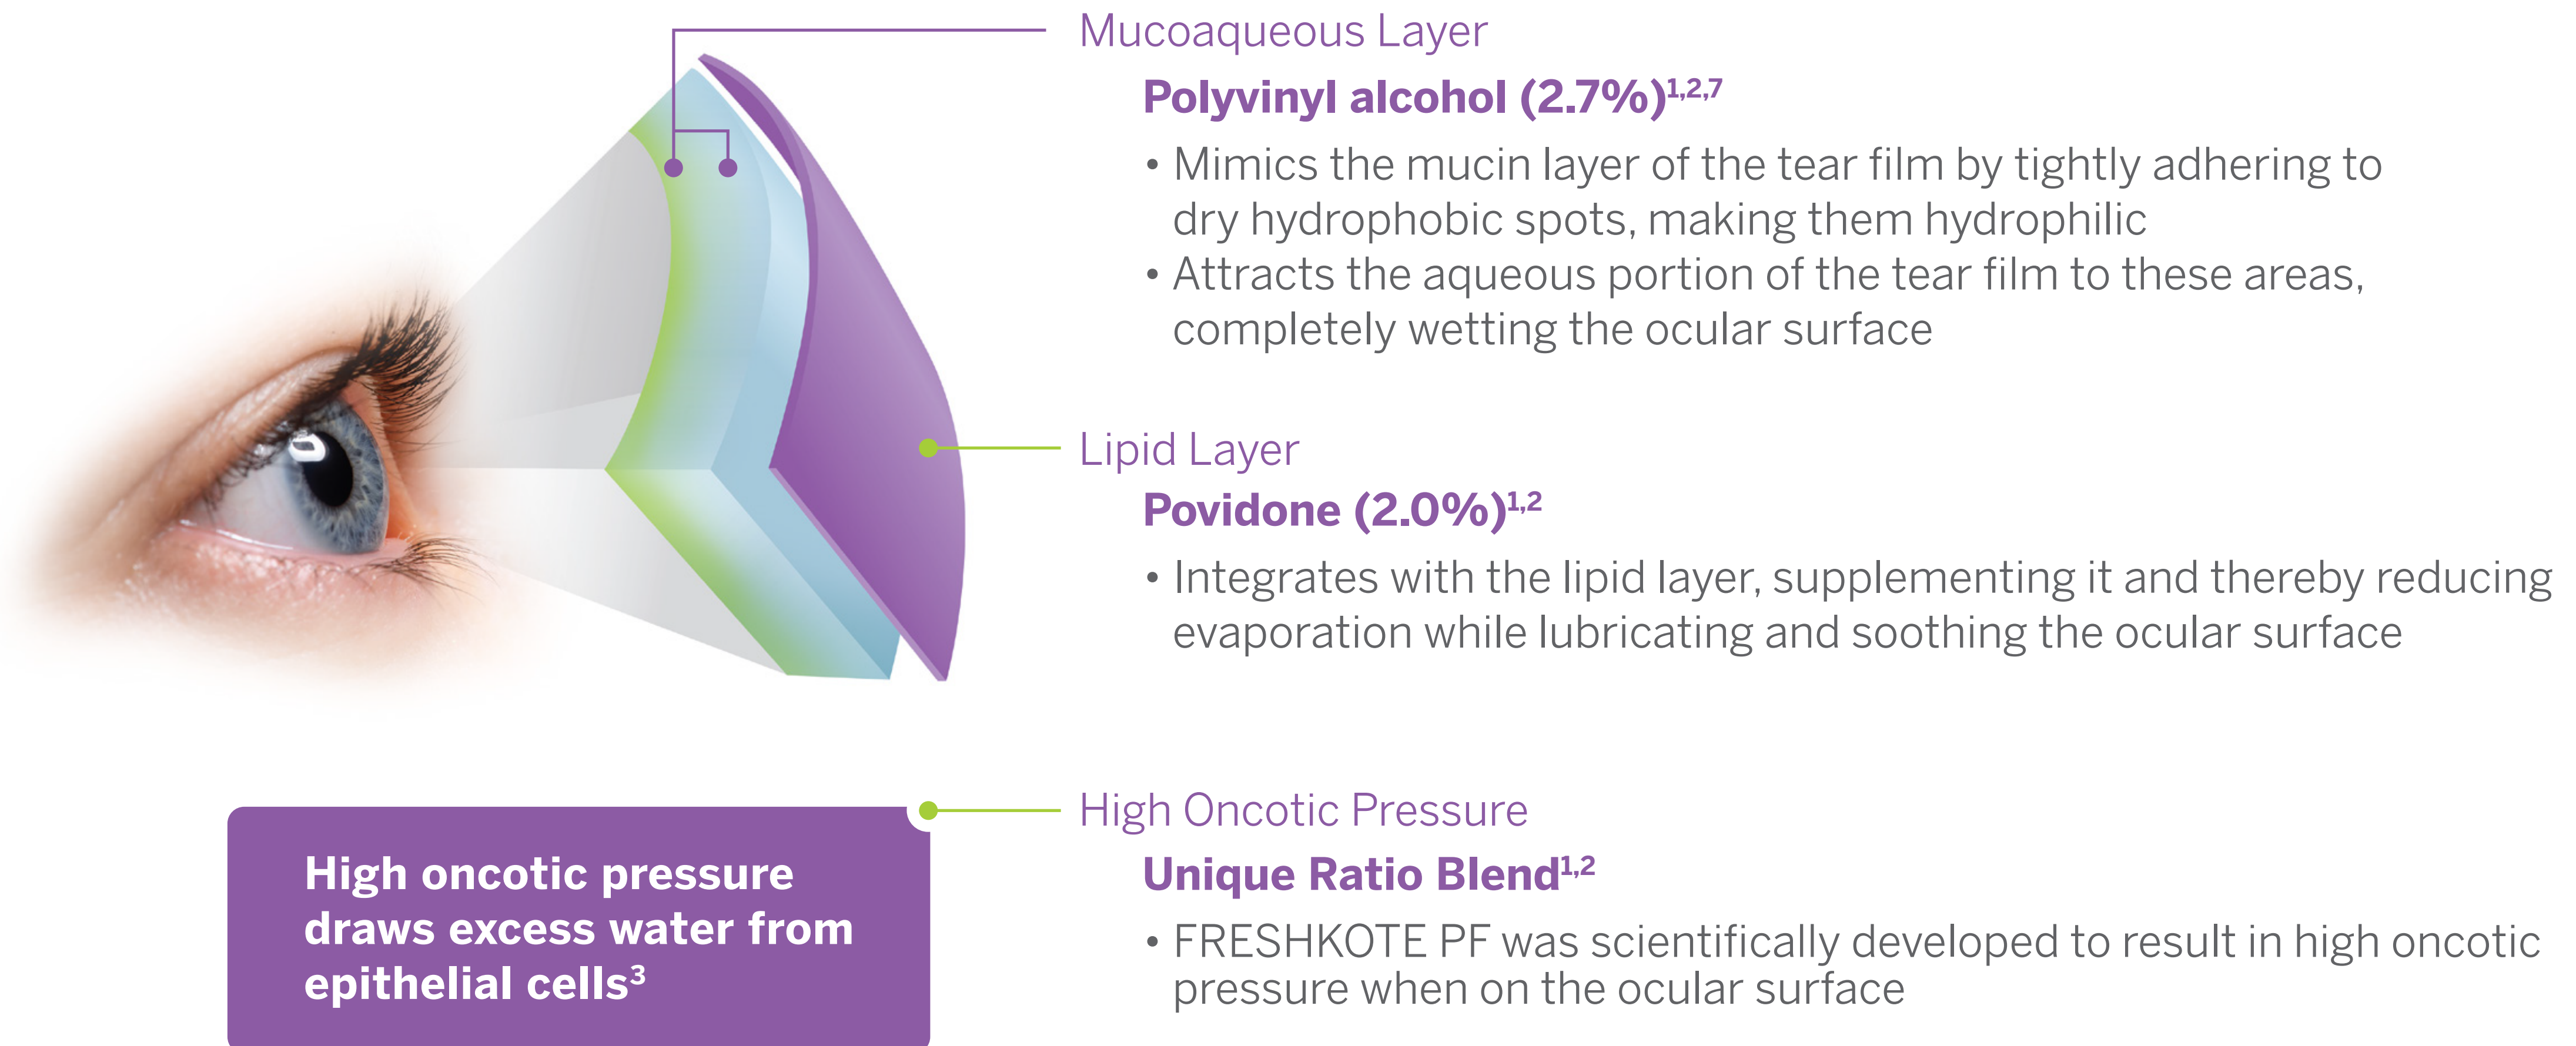 Mucoaqueous Layer
Polyvinyl alcohol (2.7%)1,2,7
• Mimics the mucin layer of the tear film by tightly adhering to
dry hydrophobic spots, making them hydrophilic
• Attracts the aqueous portion of the tear film to these areas,
completely wetting the ocular surface
Lipid Layer
Povidone (2.0%)1,2
• Integrates with the lipid layer, supplementing it and thereby reducing
evaporation while lubricating and soothing the ocular surface
High oncotic pressure
draws excess water from
epithelial cells3
High Oncotic Pressure
Unique Ratio Blend1,2
• FRESHKOTE PF was scientifically developed to result in high oncotic
pressure when on the ocular surface